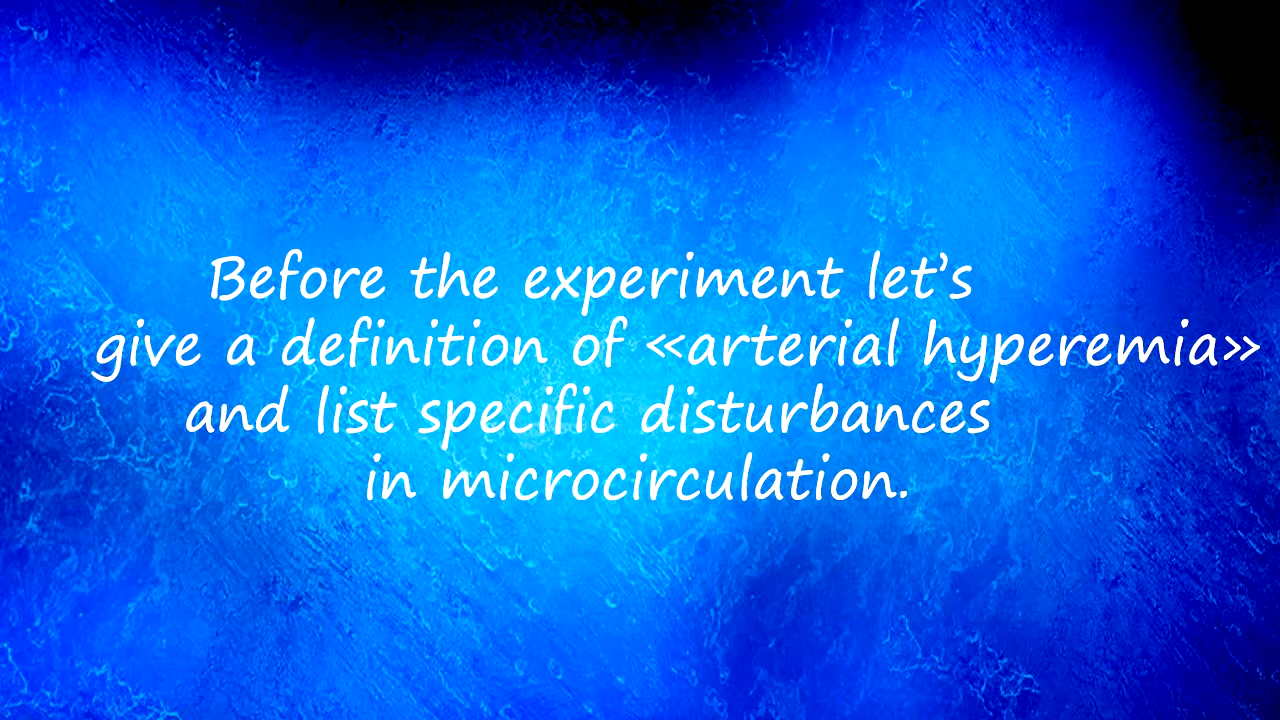 Before the experiment let's
give a definition of «arterial hyperemia»
and list specific disturbances
in microcirculation.